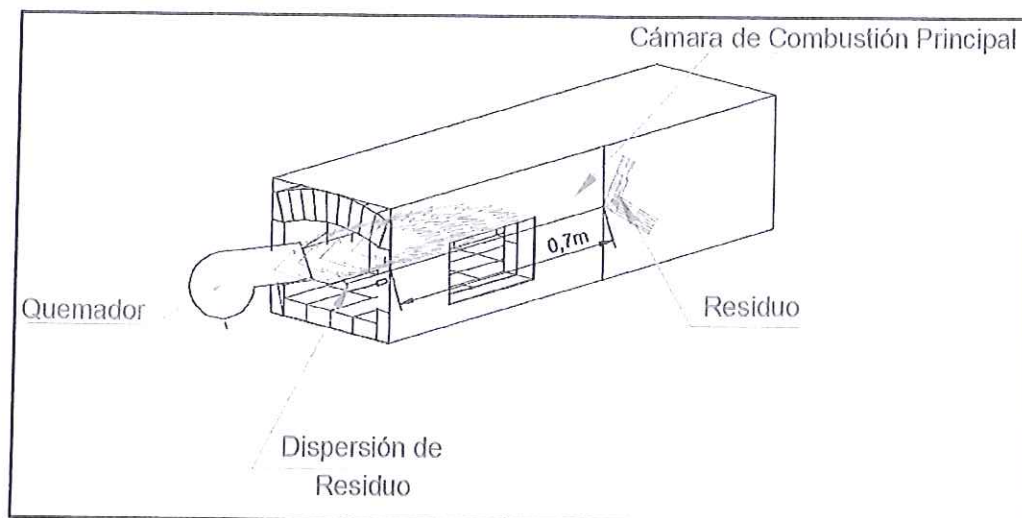 Cámara de Combustión Principal
0,7m
Quemador
Residuo
Dispersión de
Residuo